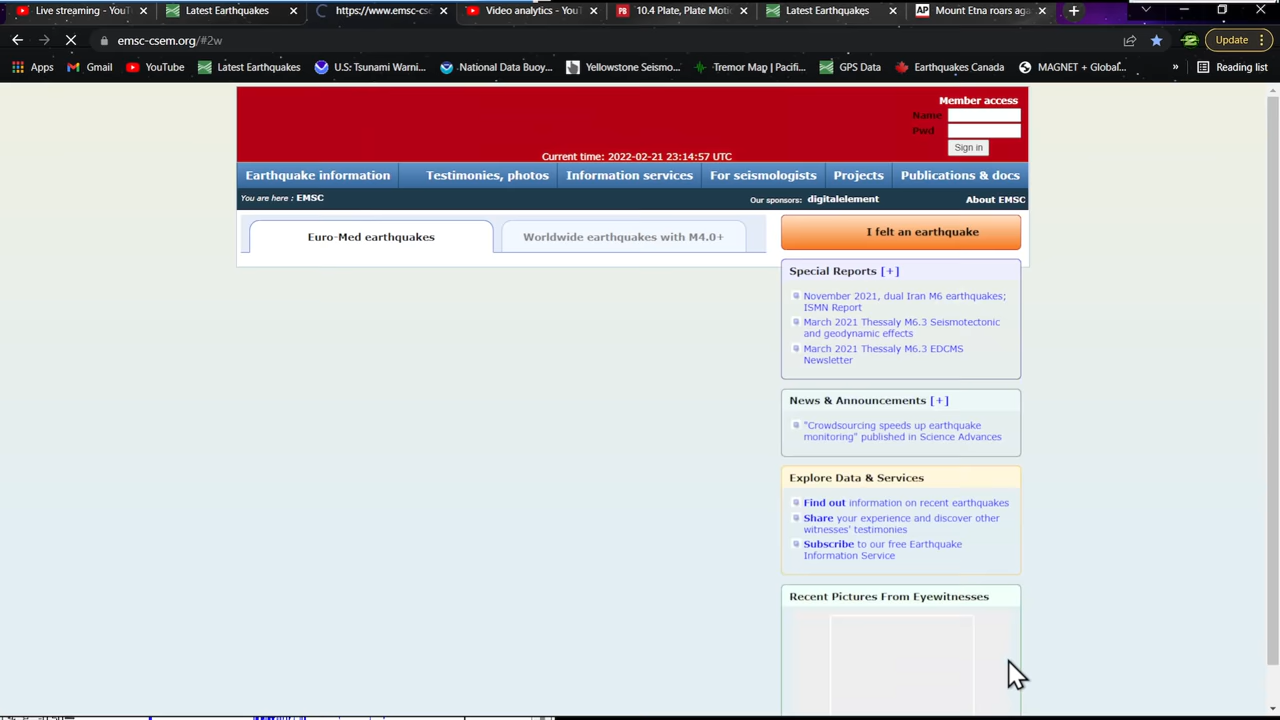 Live streaming - YouT
Latest Earthquakes
https://www.emsc-cse
Video analytics - YouT
10.4 Plate, Plate Motio
Latest Earthquakes
AP Mount Etna roars aga
emsc-csem.org/#2w
Update
Apps
Gmail
YouTube
Latest Earthquakes
U.S: Tsunami Warni...
National Data Buoy...
Yellowstone Seismo...
Tremor Map | Pacifi...
GPS Data
Earthquakes Canada
MAGNET + Global...
»
Reading list
Member access
Name
Pwd
Sign in
Current time: 2022-02-21 23:14:57 UTC
Earthquake information
Testimonies, photos
Information services
For seismologists
Projects
Publications & docs
You are here : EMSC
Our sponsors: digitalelement
About EMSC
Euro-Med earthquakes
Worldwide earthquakes with M4.0+
I felt an earthquake
Special Reports [+]
November 2021, dual Iran M6 earthquakes;
ISMN Report
March 2021 Thessaly M6.3 Seismotectonic
and geodynamic effects
March 2021 Thessaly M6.3 EDCMS
Newsletter
News & Announcements [+]
"Crowdsourcing speeds up earthquake
monitoring" published in Science Advances
Explore Data & Services
Find out information on recent earthquakes
Share your experience and discover other
witnesses' testimonies
Subscribe to our free Earthquake
Information Service
Recent Pictures From Eyewitnesses